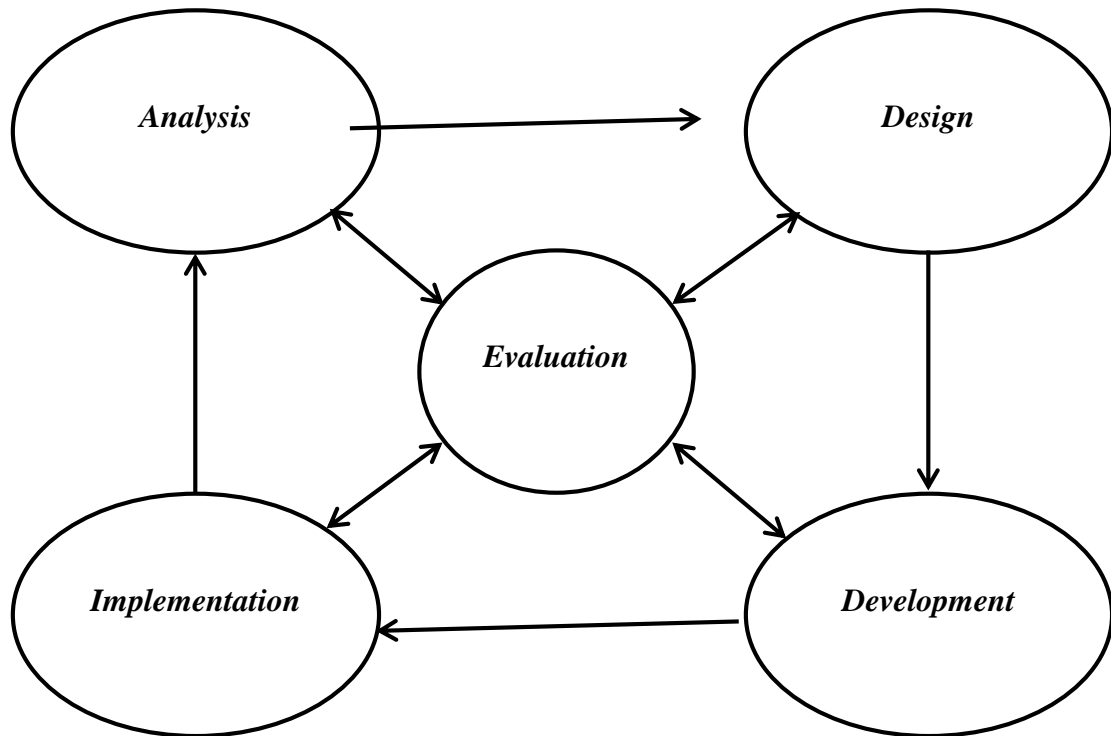 Analysis
Design
Evaluation
Implementation
Development